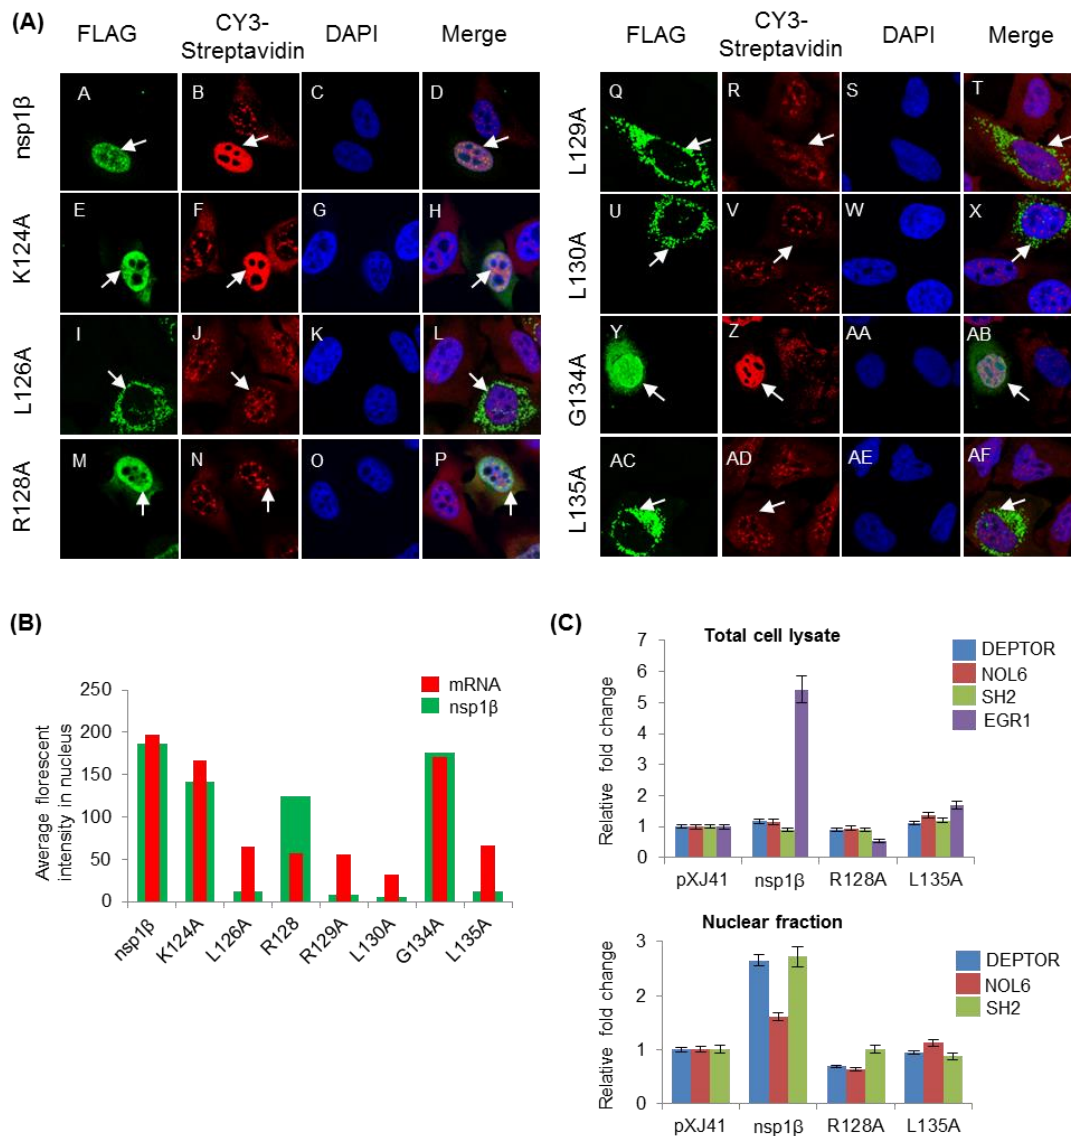 (A)
FLAG CY3-Streptavidin DAPI Merge
nsp1β A B C D
K124A E F G H
L126A I J K L
R128A M N O P
FLAG CY3-Streptavidin DAPI Merge
L129A Q R S T
L130A U V W X
G134A Y Z AA AB
L135A AC AD AE AF
(B)
mRNA
nsp1β
Average florescent
intensity in nucleus
250
200
150
100
50
0
nsp1β K124A L126A R128 R129A L130A G134A L135A
(C)
Total cell lysate
DEPTOR
NOL6
SH2
EGR1
Relative fold change
7
6
5
4
3
2
1
0
pXJ41 nsp1β R128A L135A
Nuclear fraction
DEPTOR
NOL6
SH2
Relative fold change
3
2
1
0
pXJ41 nsp1β R128A L135A